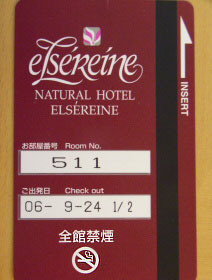 elséreine
NATURAL HOTEL
ELSÉREINE
INSERT
お部屋番号 Room No.
511
ご出発日 Check out
06- 9-24 1/2
全館禁煙